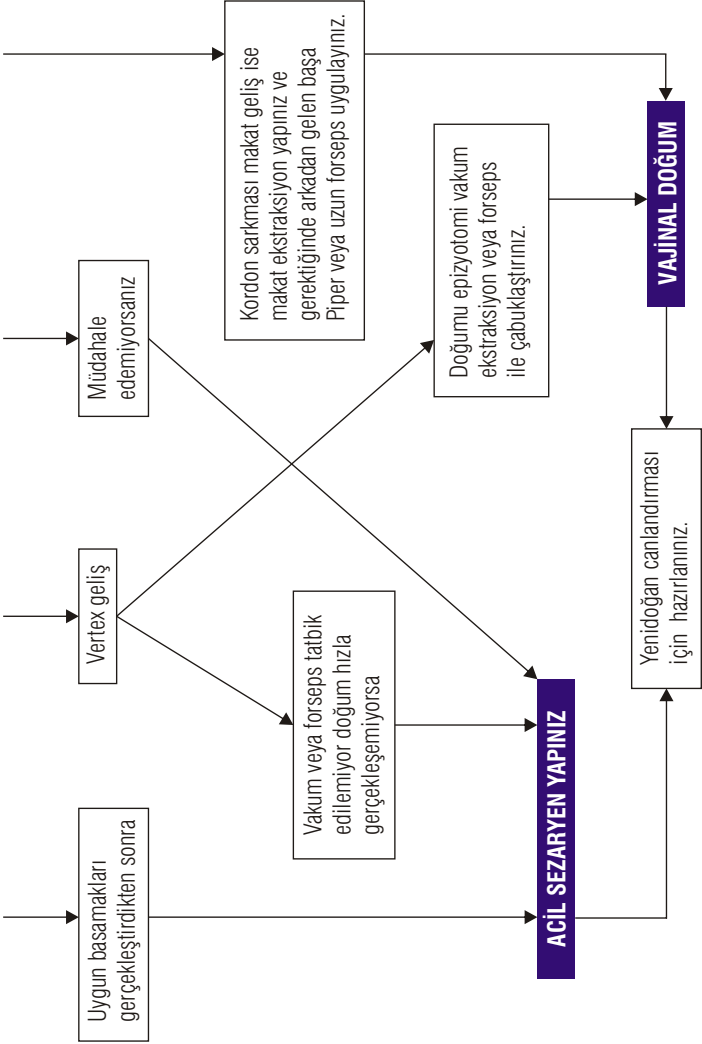 Uygun basamakları
gerçekleştirdikten sonra
Vertex geliş
Müdahale
edemiyorsanız
Kordon sarkması makat geliş ise
makat ekstraksiyon yapınız ve
gerektiğinde arkadan gelen başa
Piper veya uzun forseps uygulayınız.
Vakum veya forseps tatbik
edilemiyor doğum hızla
gerçekleşemiyorsa
Doğumu epizyotomi vakum
ekstraksiyon veya forseps
ile çabuklaştırınız.
ACİL SEZARYEN YAPINIZ
VAJİNAL DOĞUM
Yenidoğan canlandırması
için hazırlanınız.